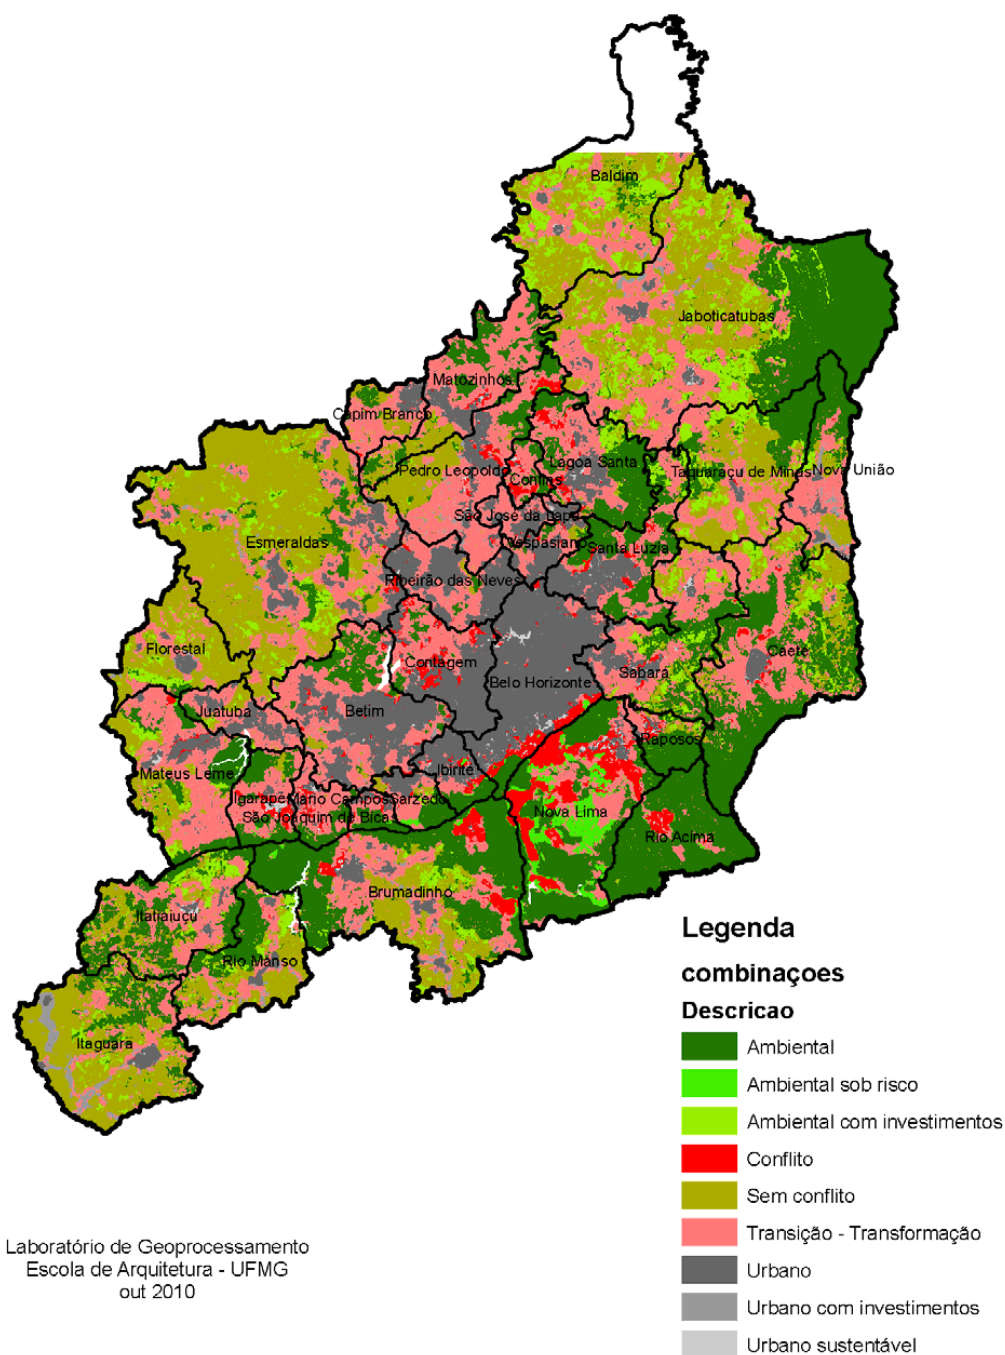 Baldim
Jaboticatubas
Matozinhos
Capim Branco
Pedro Leopoldo
Lagoa Santa
Confins
Taquaraçu de Minas
Nova União
São José da Lapa
Vespasiano
Santa Luzia
Esmeraldas
Ribeirão das Neves
Florestal
Contagem
Belo Horizonte
Sabará
Caeté
Juatuba
Betim
Raposos
Mateus Leme
Ibirité
Igarapé
Mário Campos
Sarzedo
São Joaquim de Bicas
Nova Lima
Rio Acima
Brumadinho
Itatiaiuçu
Rio Manso
Itaguara
Legenda
combinaçoes
Descricao
Ambiental
Ambiental sob risco
Ambiental com investimentos
Conflito
Sem conflito
Transição - Transformação
Urbano
Urbano com investimentos
Urbano sustentável
Laboratório de Geoprocessamento
Escola de Arquitetura - UFMG
out 2010